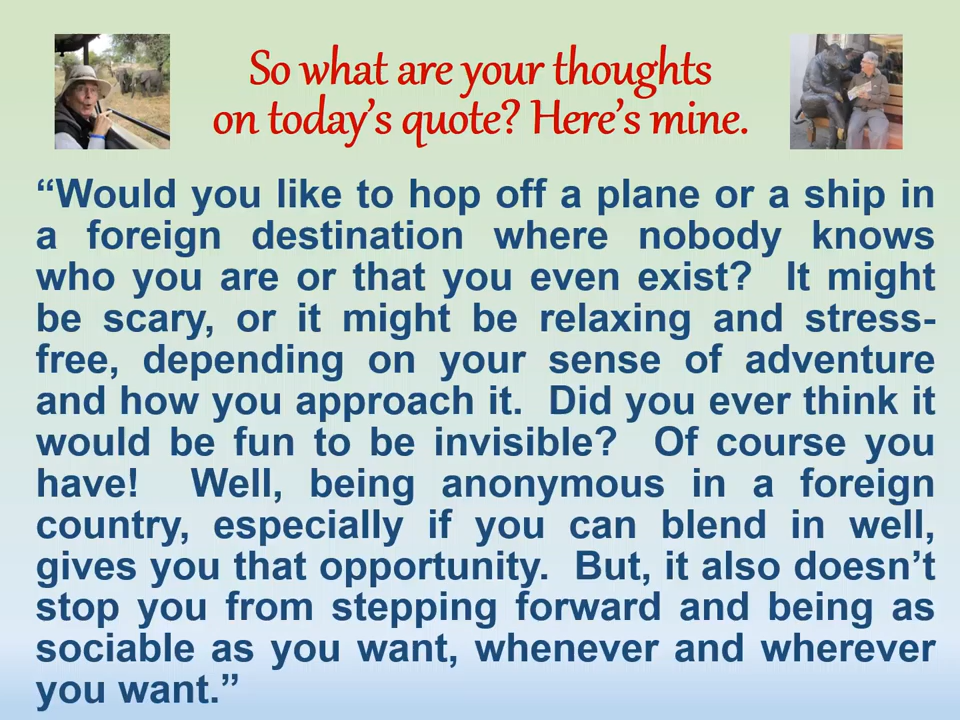 So what are your thoughts
on today’s quote? Here’s mine.
“Would you like to hop off a plane or a ship in
a foreign destination where nobody knows
who you are or that you even exist? It might
be scary, or it might be relaxing and stress-
free, depending on your sense of adventure
and how you approach it. Did you ever think it
would be fun to be invisible? Of course you
have! Well, being anonymous in a foreign
country, especially if you can blend in well,
gives you that opportunity. But, it also doesn’t
stop you from stepping forward and being as
sociable as you want, whenever and wherever
you want.”